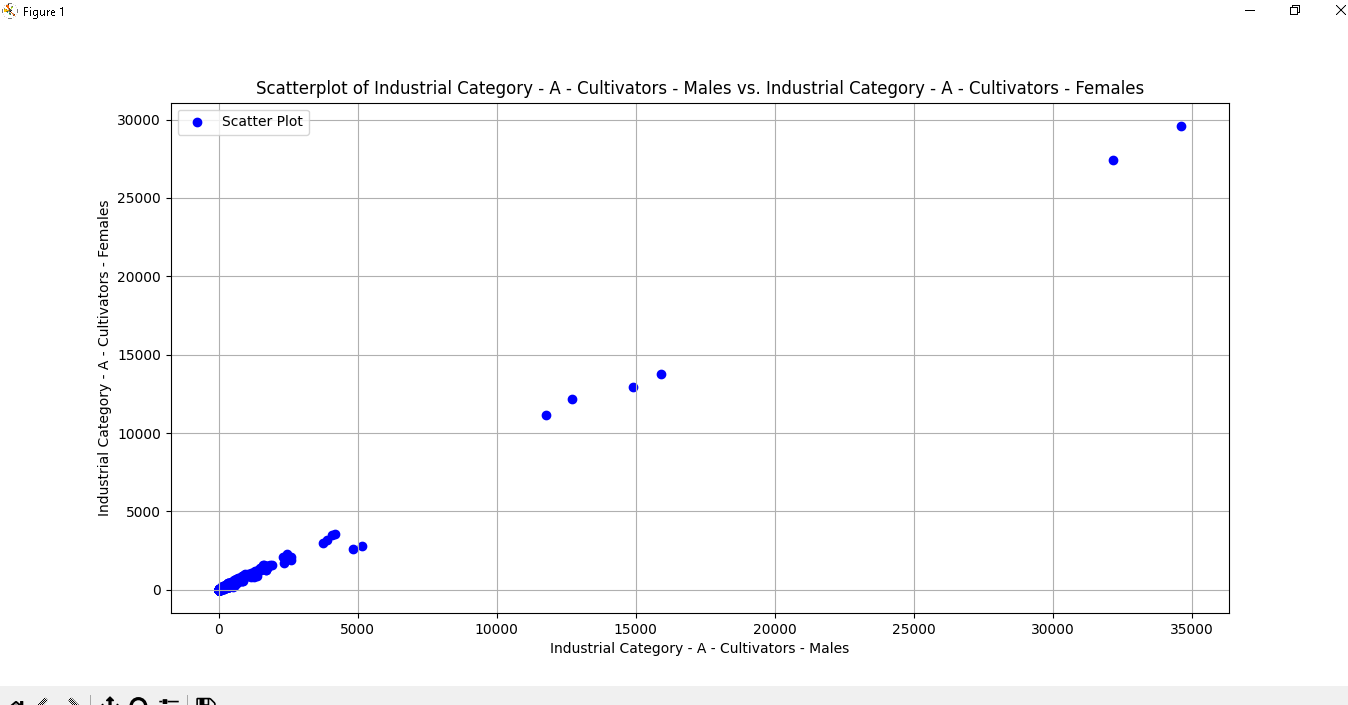 Figure 1
Scatterplot of Industrial Category - A - Cultivators - Males vs. Industrial Category - A - Cultivators - Females
Scatter Plot
30000
25000
20000
15000
10000
5000
0
Industrial Category - A - Cultivators - Females
0 5000 10000 15000 20000 25000 30000 35000
Industrial Category - A - Cultivators - Males